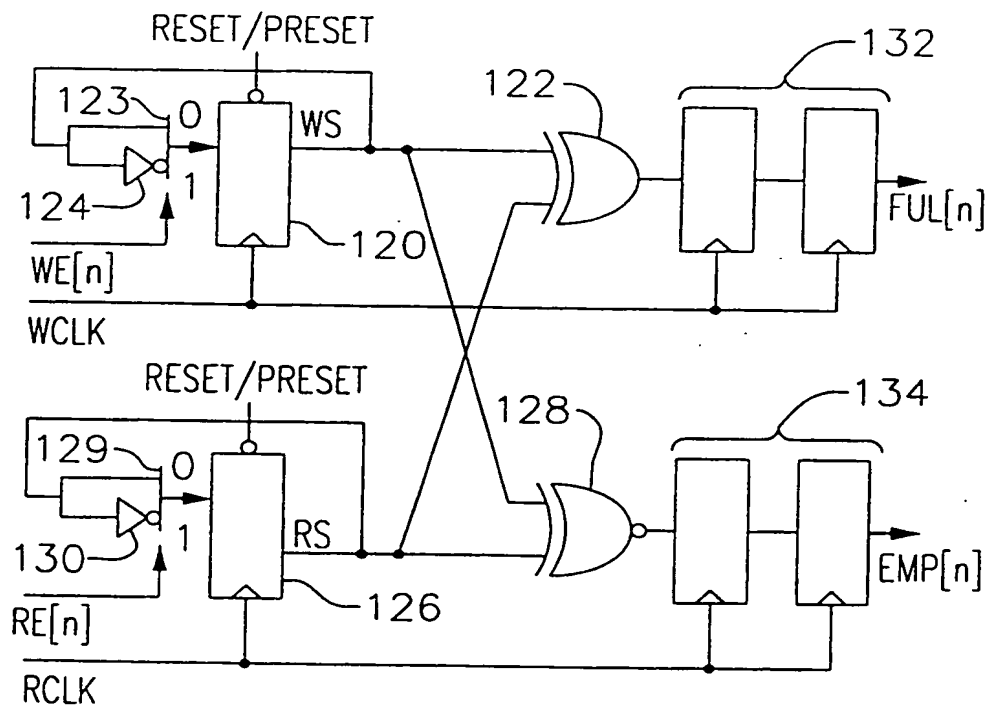 RESET/PRESET
132
123
0
WS
122
124
1
120
FUL[n]
WE[n]
WCLK
RESET/PRESET
128
134
129
0
RS
130
1
126
EMP[n]
RE[n]
RCLK